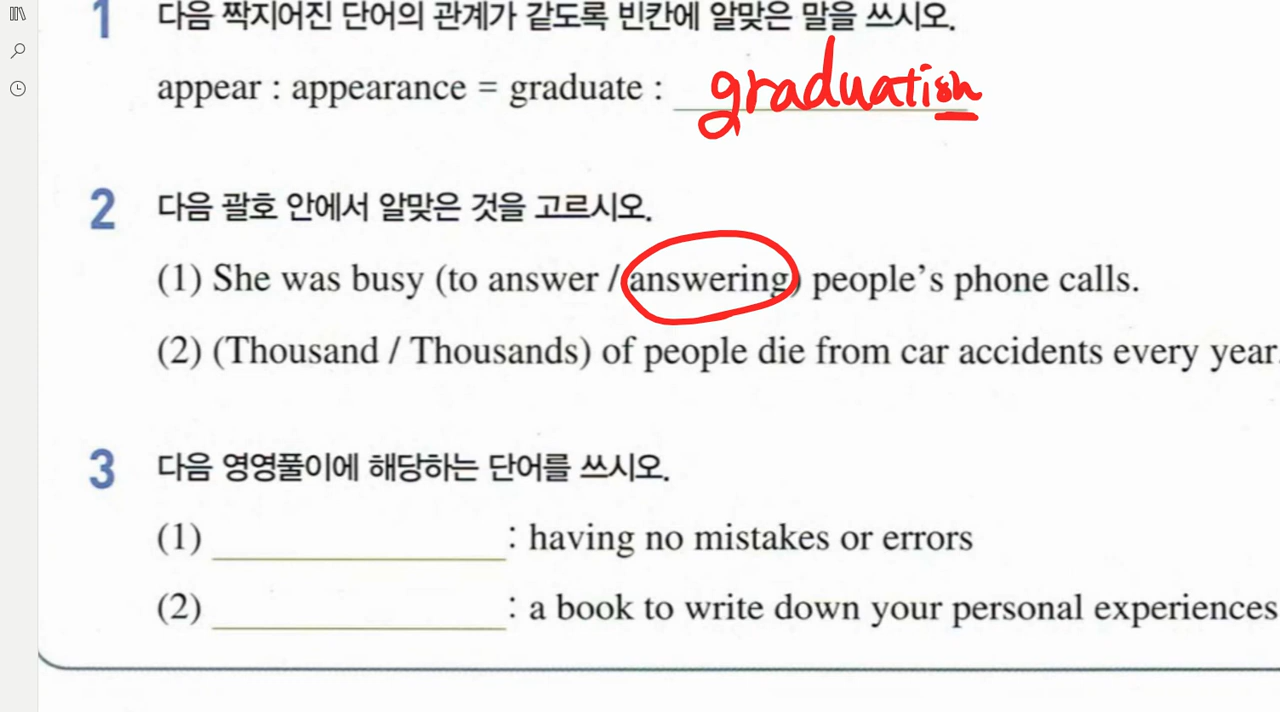 1 다음 짝지어진 단어의 관계가 같도록 빈칸에 알맞은 말을 쓰시오.
appear : appearance = graduate : graduation
2 다음 괄호 안에서 알맞은 것을 고르시오.
(1) She was busy (to answer / answering) people's phone calls.
(2) (Thousand / Thousands) of people die from car accidents every year.
3 다음 영영풀이에 해당하는 단어를 쓰시오.
(1) : having no mistakes or errors
(2) : a book to write down your personal experiences